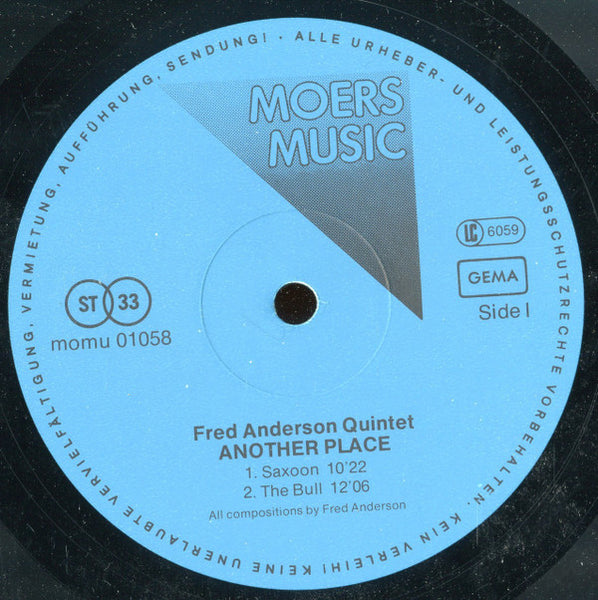 ALLE URHEBER- UND LEISTUNGSSCHUTZRECHTE VORBEHALTEN. KEIN VERLEIH! KEINE UNERLAUBTE VERVIELFÄLTIGUNG, VERMIETUNG, AUFFÜHRUNG, SENDUNG! ·
MOERS
MUSIC
LC 6059
GEMA
Side I
ST 33
momu 01058
Fred Anderson Quintet
ANOTHER PLACE
1. Saxoon 10'22
2. The Bull 12'06
All compositions by Fred Anderson